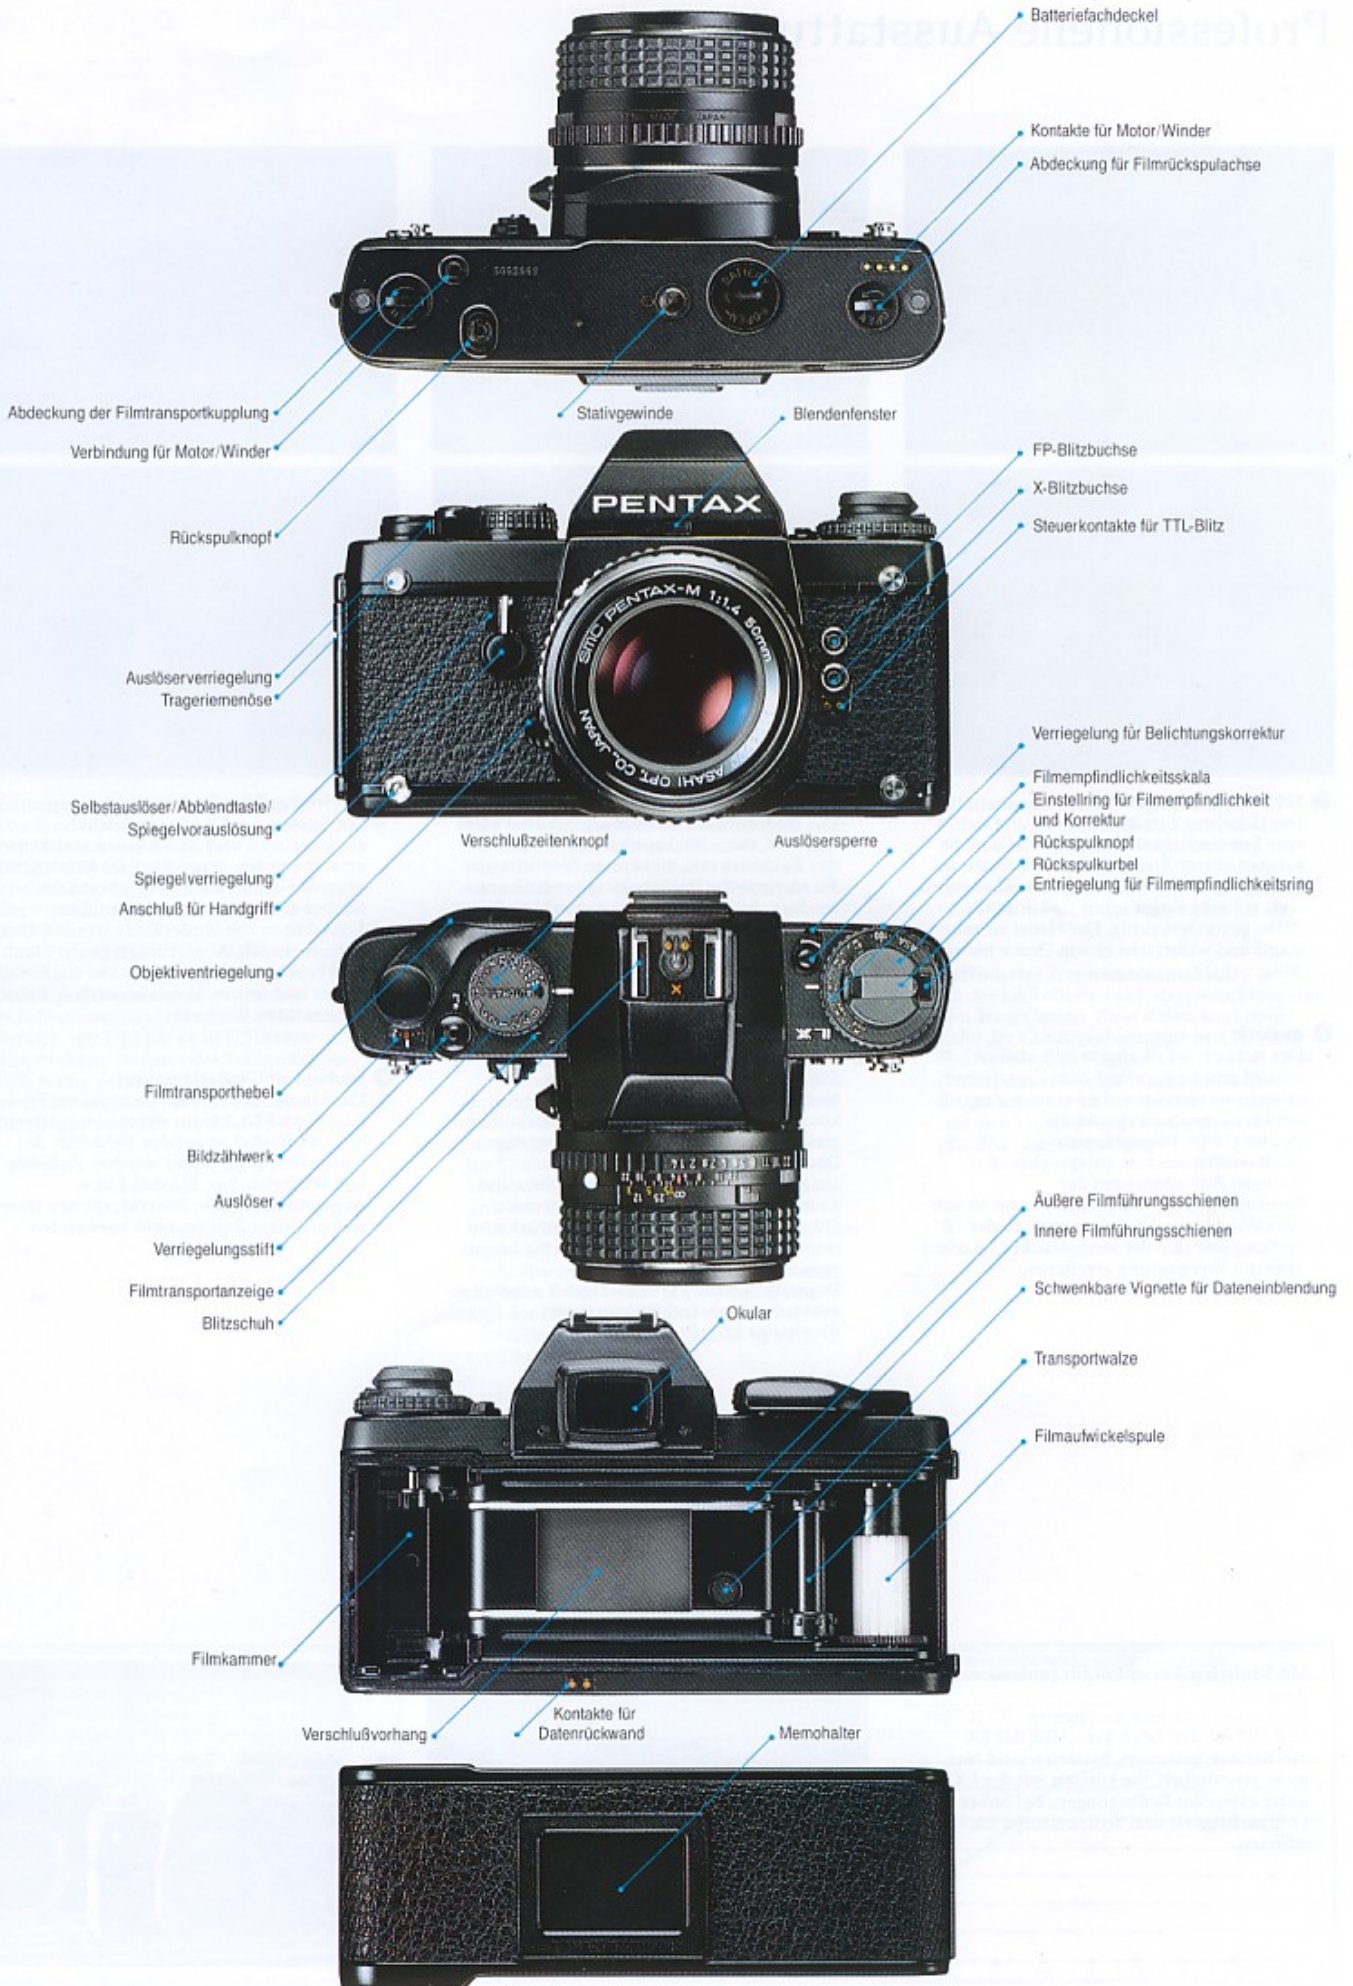 Batteriefachdeckel
Kontakte für Motor/Winder
Abdeckung für Filmrückspulachse
BATTERY
OPEN
Abdeckung der Filmtransportkupplung
Verbindung für Motor/Winder
Rückspulknopf
Stativgewinde
Blendenfenster
FP-Blitzbuchse
X-Blitzbuchse
Steuerkontakte für TTL-Blitz
PENTAX
SMC PENTAX-M 1:1.4 50mm
ASAHI OPT. CO., JAPAN
Auslöserverriegelung
Trageriemenöse
Selbstauslöser/Abblendtaste/
Spiegelvorauslösung
Spiegelverriegelung
Anschluß für Handgriff
Objektiventriegelung
Verschlußzeitenknopf
Auslösersperre
Verriegelung für Belichtungskorrektur
Filmempfindlichkeitsskala
Einstellring für Filmempfindlichkeit
und Korrektur
Rückspulknopf
Rückspulkurbel
Entriegelung für Filmempfindlichkeitsring
X
LX
Filmtransporthebel
Bildzählwerk
Auslöser
Verriegelungsstift
Filmtransportanzeige
Blitzschuh
Äußere Filmführungsschienen
Innere Filmführungsschienen
Schwenkbare Vignette für Dateneinblendung
Transportwalze
Filmaufwickelspule
Okular
Filmkammer
Verschlußvorhang
Kontakte für
Datenrückwand
Memohalter